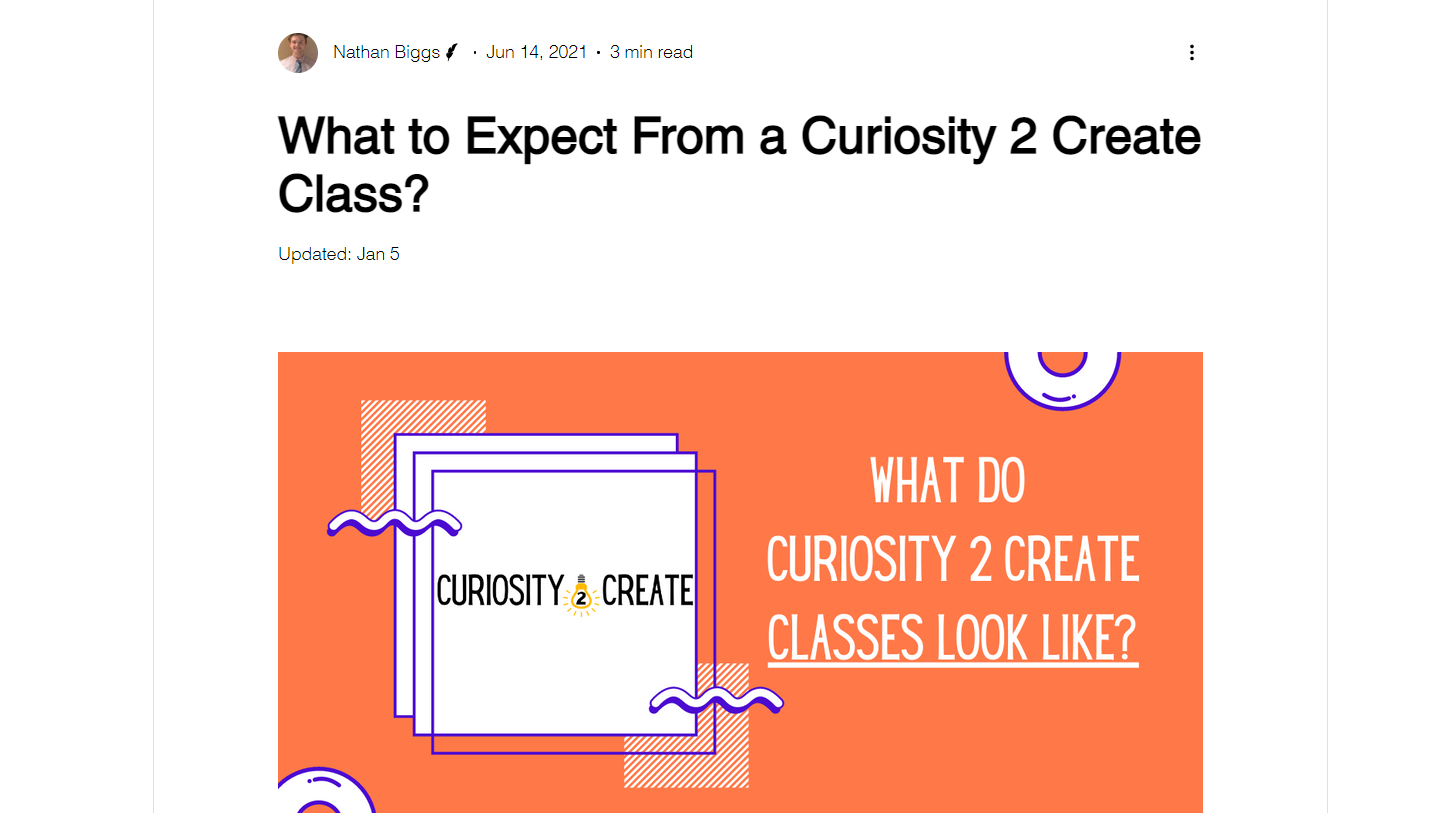 Nathan Biggs · Jun 14, 2021 · 3 min read
What to Expect From a Curiosity 2 Create
Class?
Updated: Jan 5
CURIOSITY 2 CREATE
WHAT DO
CURIOSITY 2 CREATE
CLASSES LOOK LIKE?